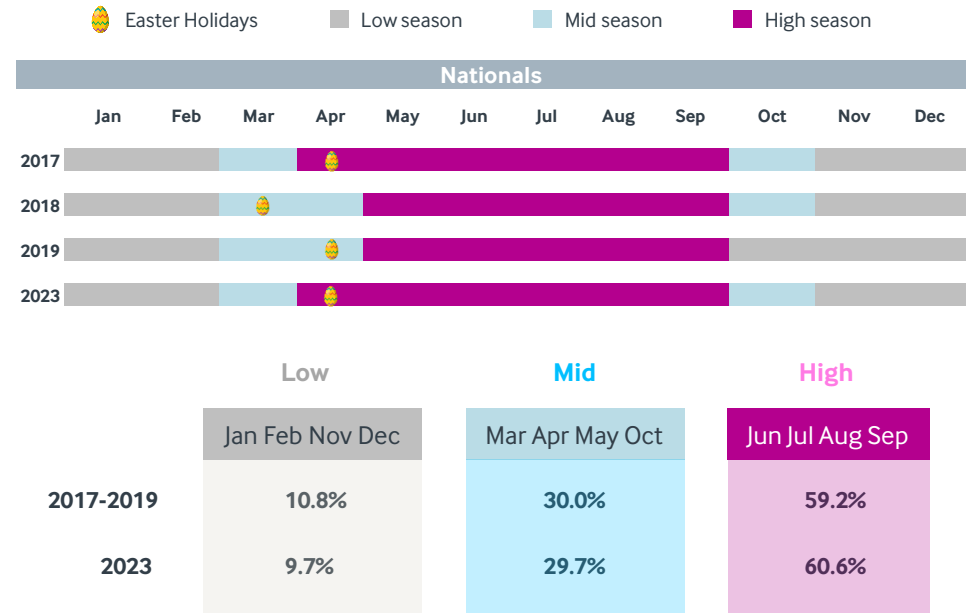 Easter Holidays Low season Mid season High season
Nationals
Jan Feb Mar Apr May Jun Jul Aug Sep Oct Nov Dec
2017
2018
2019
2023
Low Mid High
Jan Feb Nov Dec Mar Apr May Oct Jun Jul Aug Sep
2017-2019 10.8% 30.0% 59.2%
2023 9.7% 29.7% 60.6%